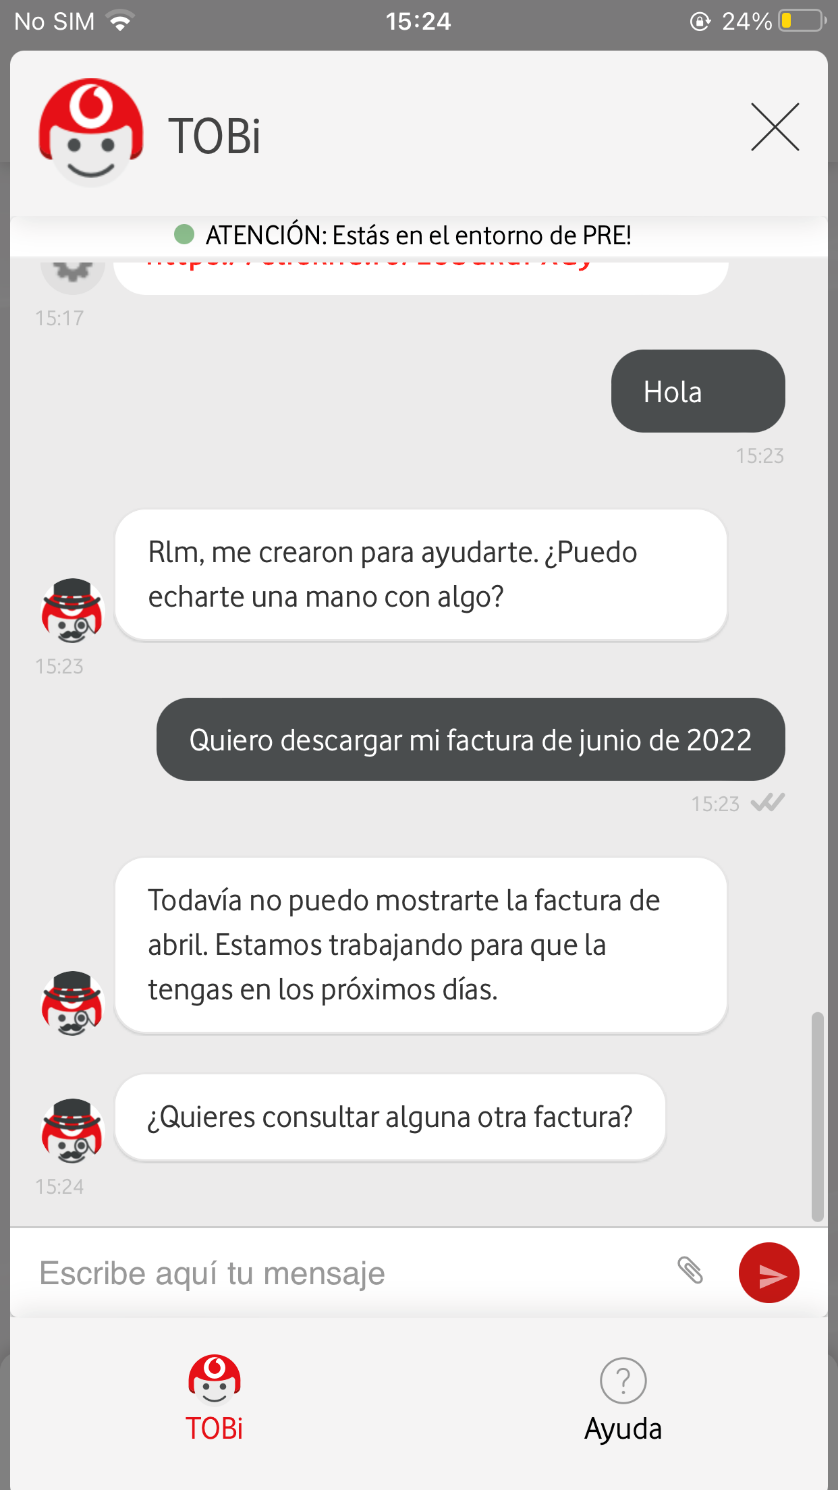 No SIM 15:24 24%
TOBi
ATENCIÓN: Estás en el entorno de PRE!
15:17
Hola
15:23
Rlm, me crearon para ayudarte. ¿Puedo
echarte una mano con algo?
15:23
Quiero descargar mi factura de junio de 2022
15:23
Todavía no puedo mostrarte la factura de
abril. Estamos trabajando para que la
tengas en los próximos días.
¿Quieres consultar alguna otra factura?
15:24
Escribe aquí tu mensaje
TOBi
?
Ayuda